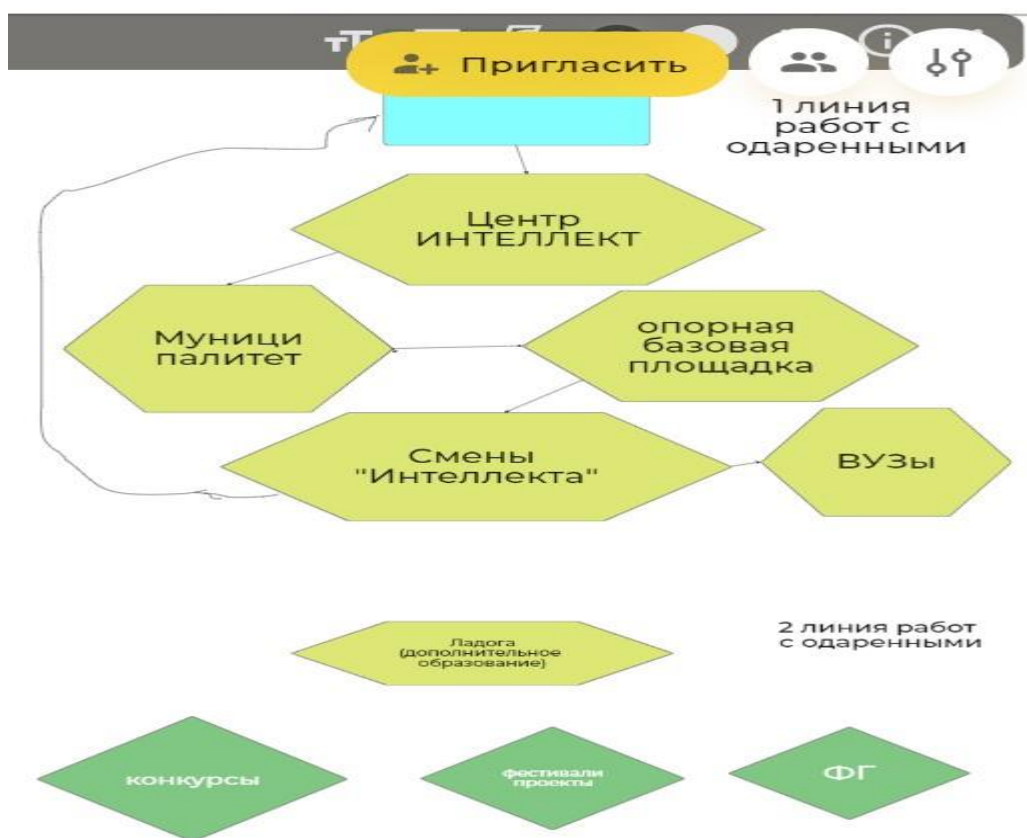 Пригласить
1 линия
работ с
одаренными
Центр
ИНТЕЛЛЕКТ
Муници
палитет
опорная
базовая
площадка
Смены
"Интеллекта"
ВУЗы
Ладога
(дополнительное
образование)
2 линия работ
с одаренными
конкурсы
фестивали
проекты
ФГ